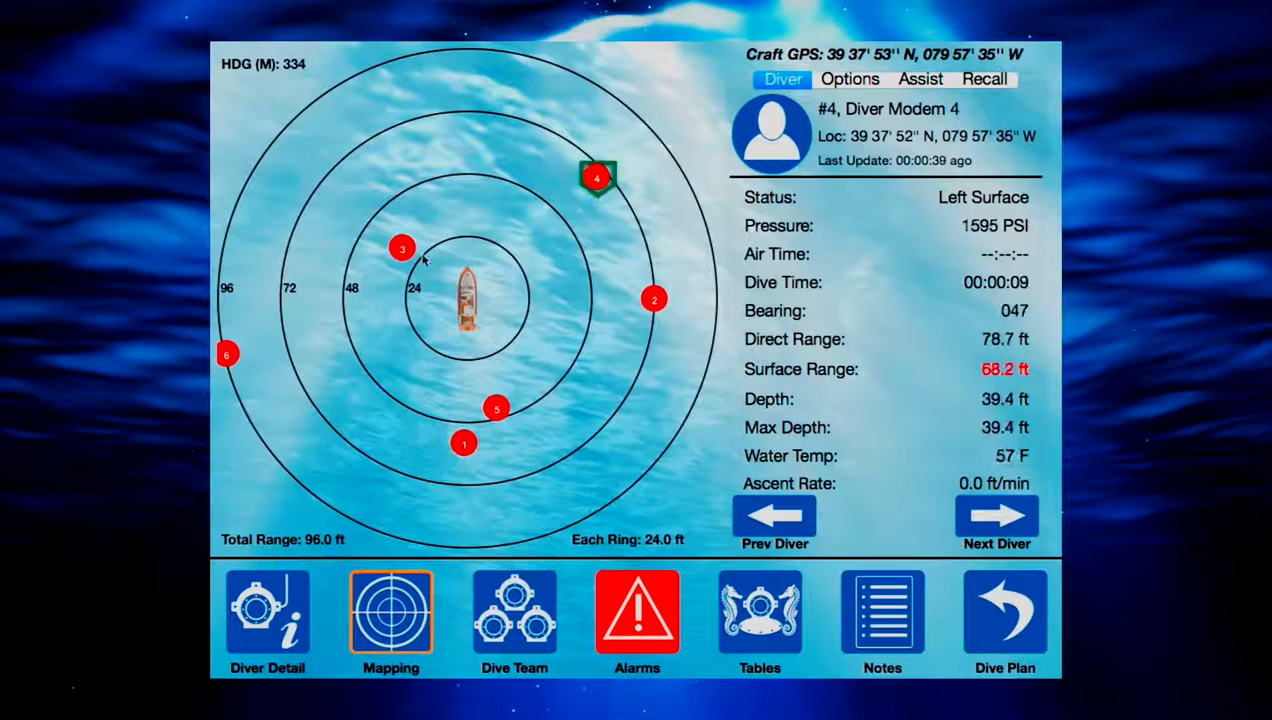 HDG (M): 334
Craft GPS: 39 37' 53'' N, 079 57' 35'' W
Diver Options Assist Recall
#4, Diver Modem 4
Loc: 39 37' 52'' N, 079 57' 35'' W
Last Update: 00:00:39 ago
Status: Left Surface
Pressure: 1595 PSI
Air Time: --:--:--
Dive Time: 00:00:09
Bearing: 047
Direct Range: 78.7 ft
Surface Range: 68.2 ft
Depth: 39.4 ft
Max Depth: 39.4 ft
Water Temp: 57 F
Ascent Rate: 0.0 ft/min
Prev Diver Next Diver
4
3
96 72 48 24
2
6
5
1
Total Range: 96.0 ft Each Ring: 24.0 ft
Diver Detail Mapping Dive Team Alarms Tables Notes Dive Plan